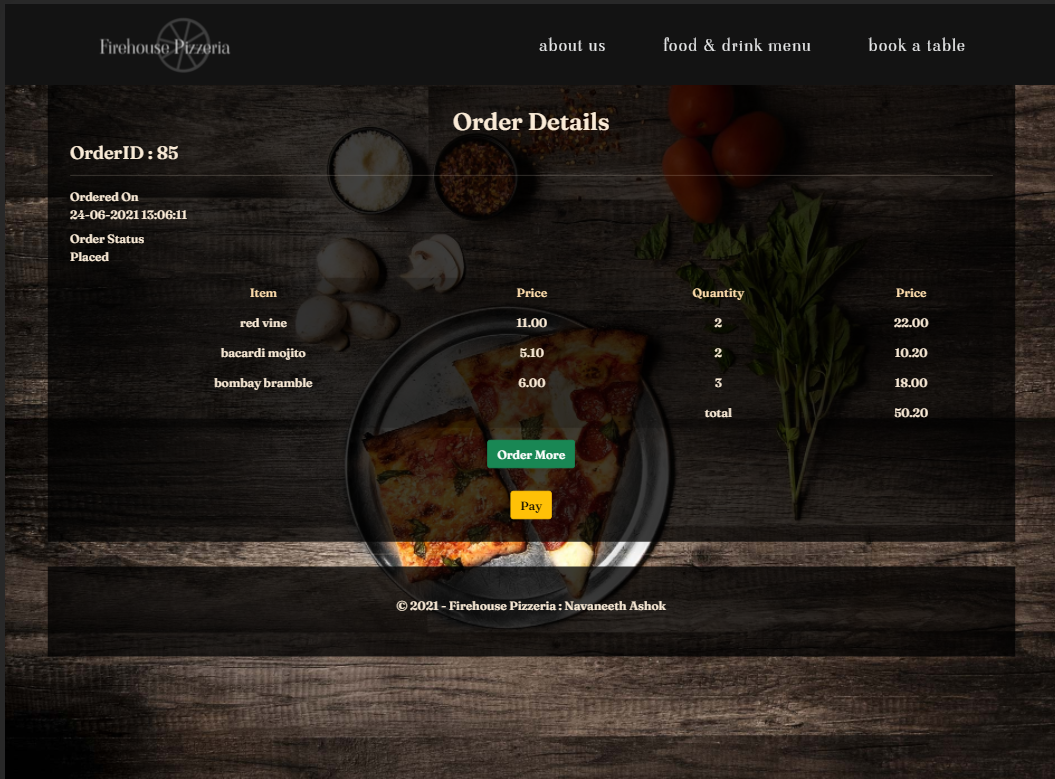 Firehouse Pizzeria about us food & drink menu book a table
Order Details
OrderID : 85
Ordered On
24-06-2021 13:06:11
Order Status
Placed
Item Price Quantity Price
red vine 11.00 2 22.00
bacardi mojito 5.10 2 10.20
bombay bramble 6.00 3 18.00
total 50.20
Order More
Pay
© 2021 - Firehouse Pizzeria : Navaneeth Ashok